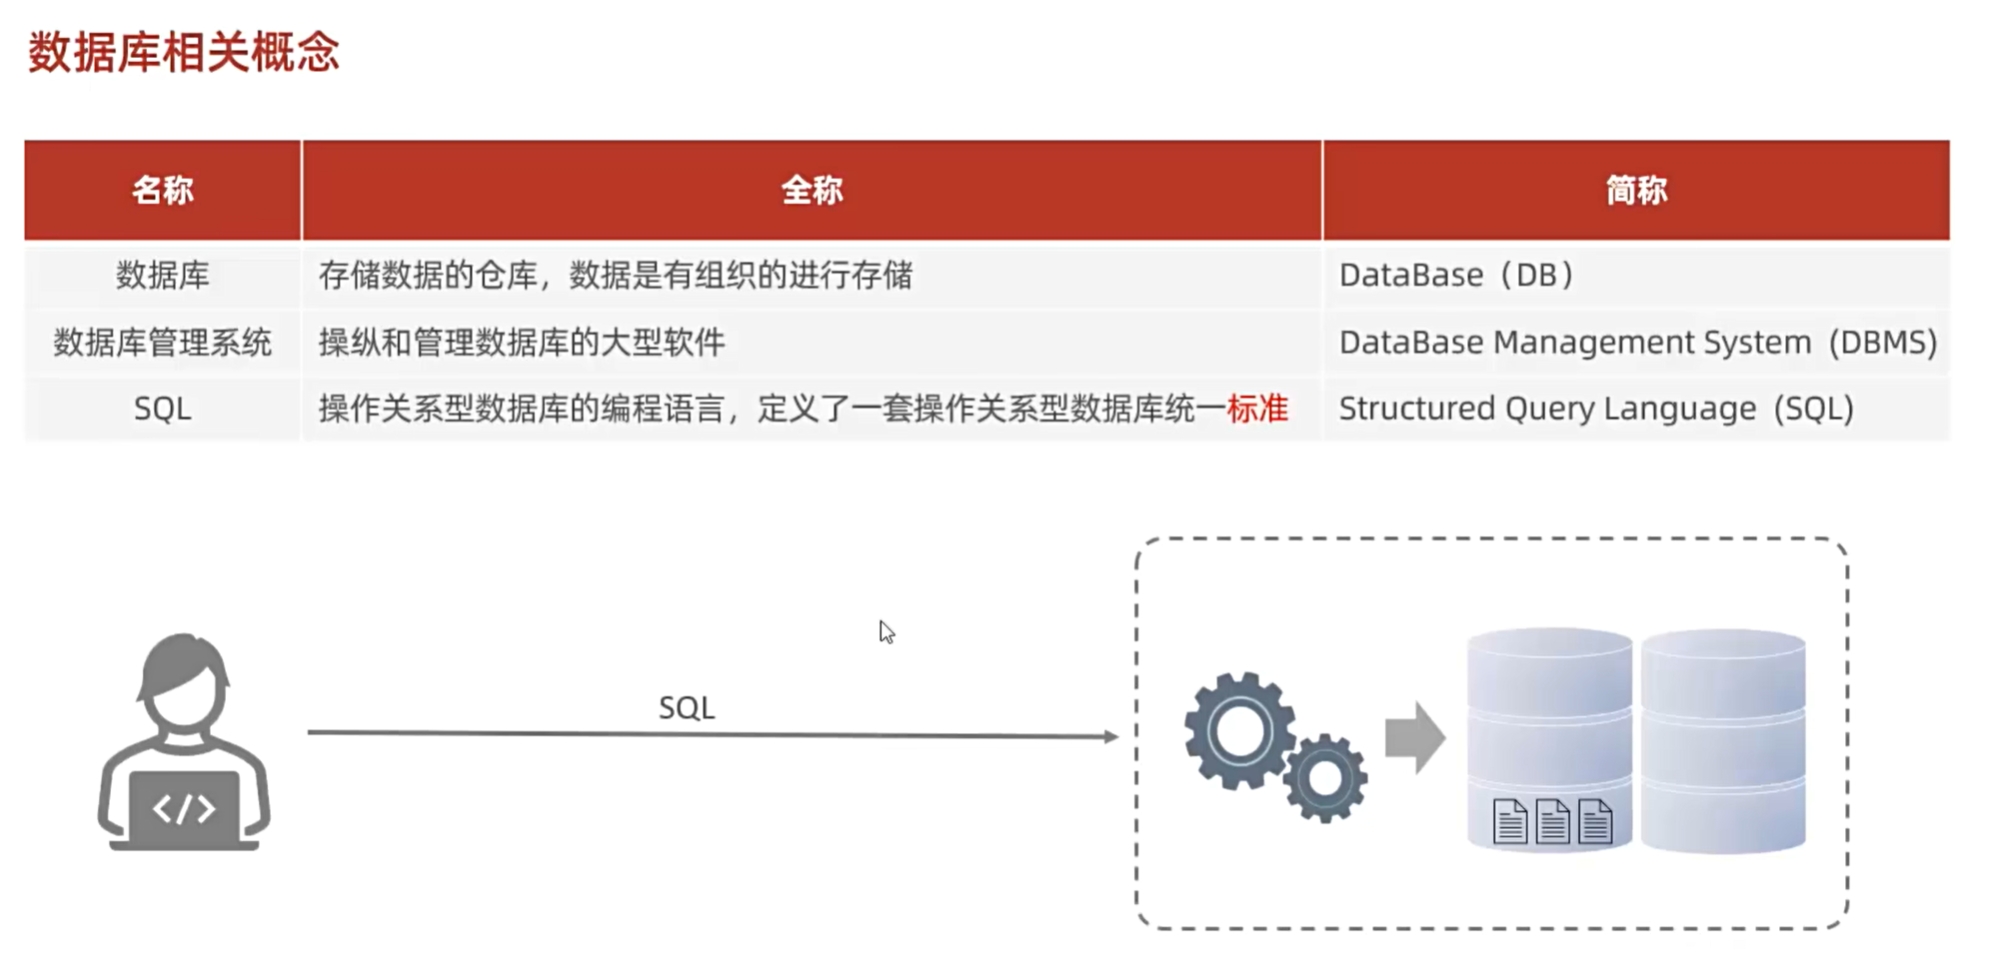 数据库相关概念
名称 全称 简称
数据库 存储数据的仓库，数据是有组织的进行存储 DataBase（DB）
数据库管理系统 操纵和管理数据库的大型软件 DataBase Management System (DBMS)
SQL 操作关系型数据库的编程语言，定义了一套操作关系型数据库统一标准 Structured Query Language (SQL)
SQL
</>